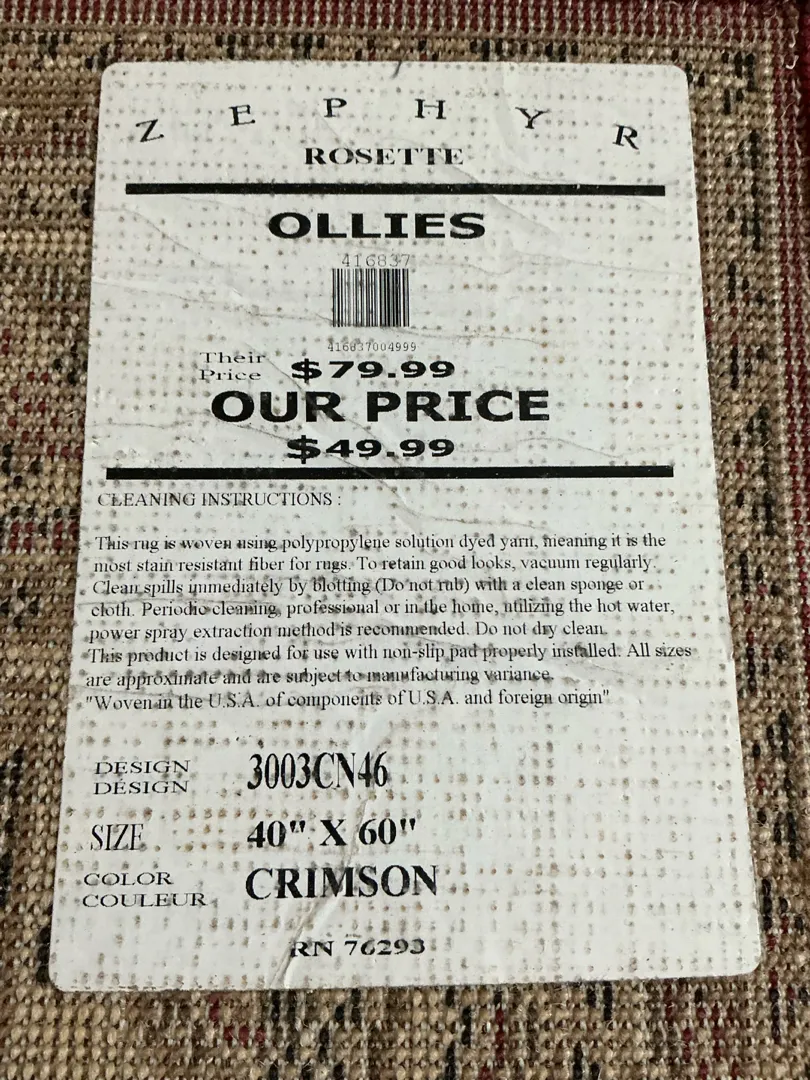 ZEPHYR
ROSETTE
OLLIES
416837
416837004999
Their
Price $79.99
OUR PRICE
$49.99
CLEANING INSTRUCTIONS :
This rug is woven using polypropylene solution dyed yarn, meaning it is the
most stain resistant fiber for rugs. To retain good looks, vacuum regularly.
Clean spills immediately by blotting (Do not rub) with a clean sponge or
cloth. Periodic cleaning, professional or in the home, utilizing the hot water,
power spray extraction method is recommended. Do not dry clean.
This product is designed for use with non-slip pad properly installed. All sizes
are approximate and are subject to manufacturing variance.
"Woven in the U.S.A. of components of U.S.A. and foreign origin"
DESIGN
DESIGN 3003CN46
SIZE 40" X 60"
COLOR
COULEUR CRIMSON
RN 76293